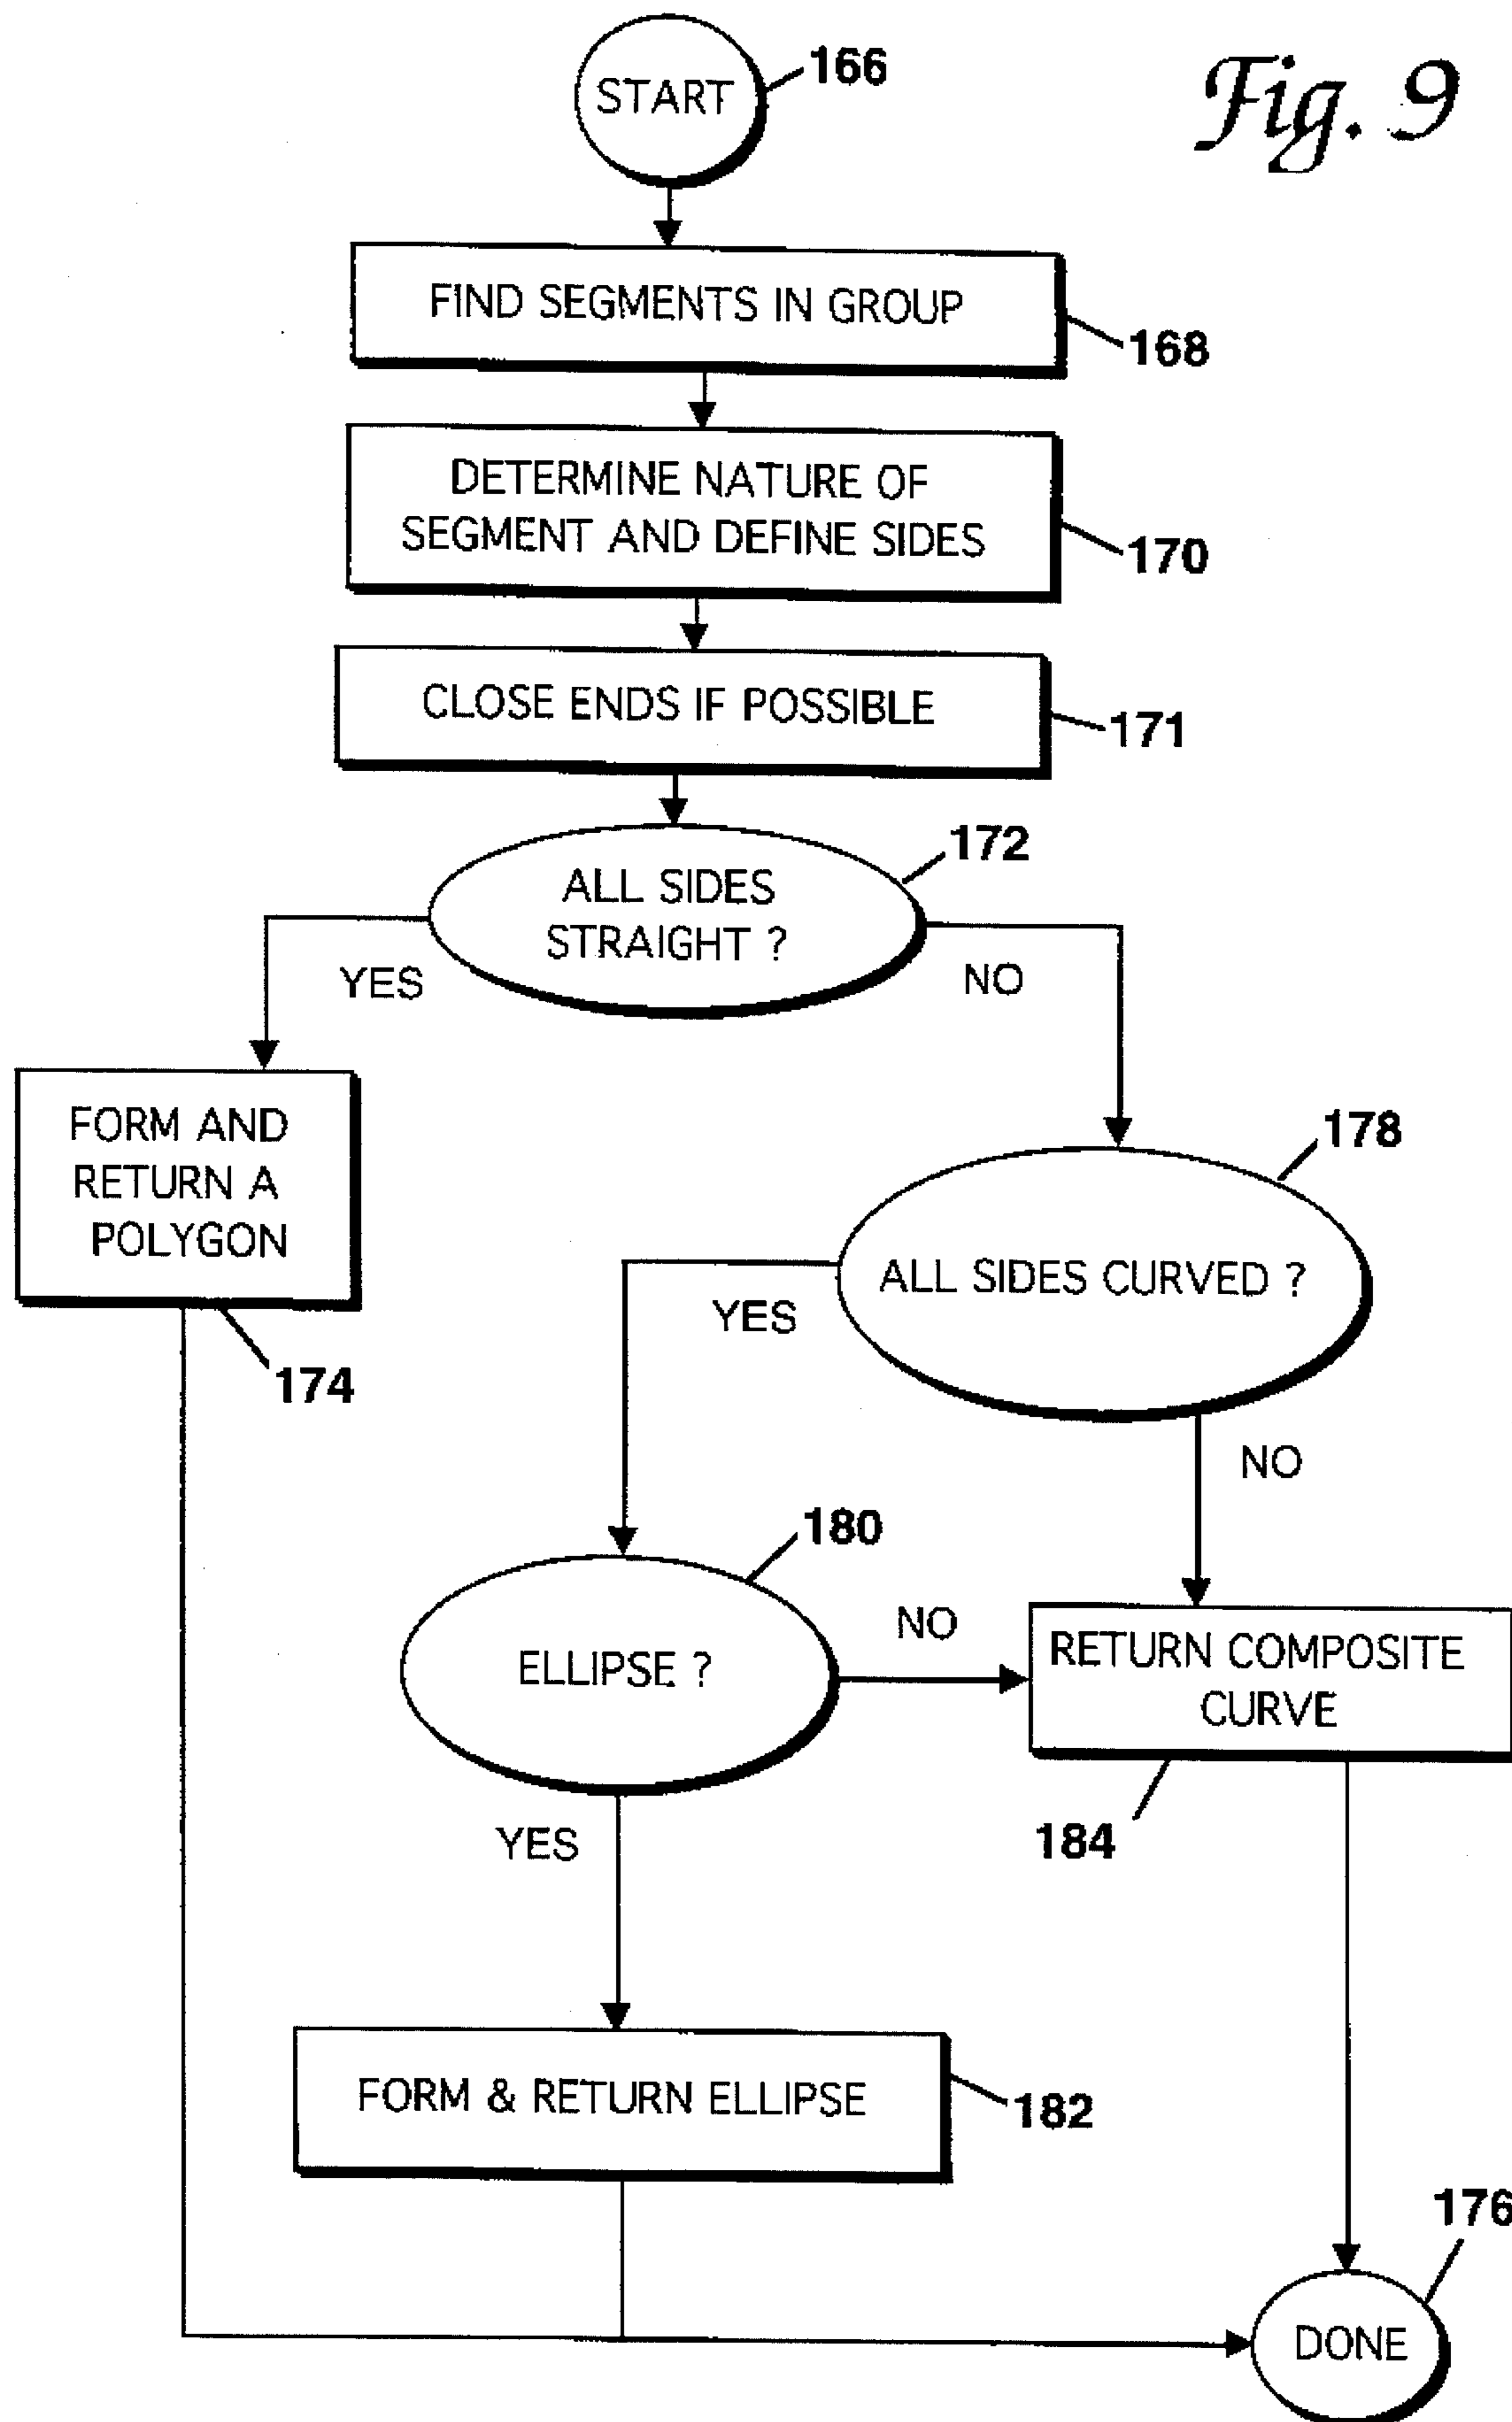 Fig. 9
START
166
FIND SEGMENTS IN GROUP
168
DETERMINE NATURE OF
SEGMENT AND DEFINE SIDES
170
CLOSE ENDS IF POSSIBLE
171
172
ALL SIDES
STRAIGHT ?
YES
NO
FORM AND
RETURN A
POLYGON
174
178
ALL SIDES CURVED ?
YES
NO
180
ELLIPSE ?
NO
RETURN COMPOSITE
CURVE
184
YES
FORM & RETURN ELLIPSE
182
176
DONE